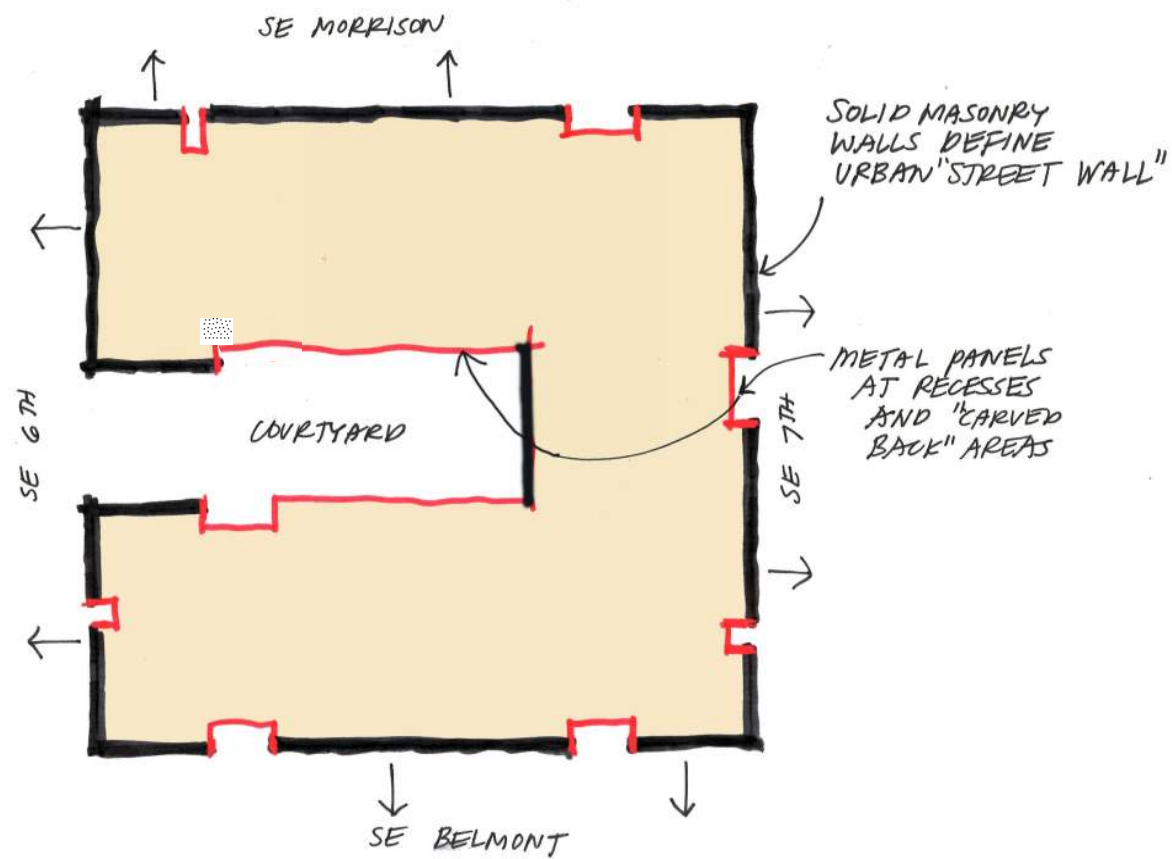 SE MORRISON
SOLID MASONRY
WALLS DEFINE
URBAN "STREET WALL"
METAL PANELS
AT RECESSES
AND "CARVED
BACK" AREAS
SE 6TH
COURTYARD
SE 7TH
SE BELMONT